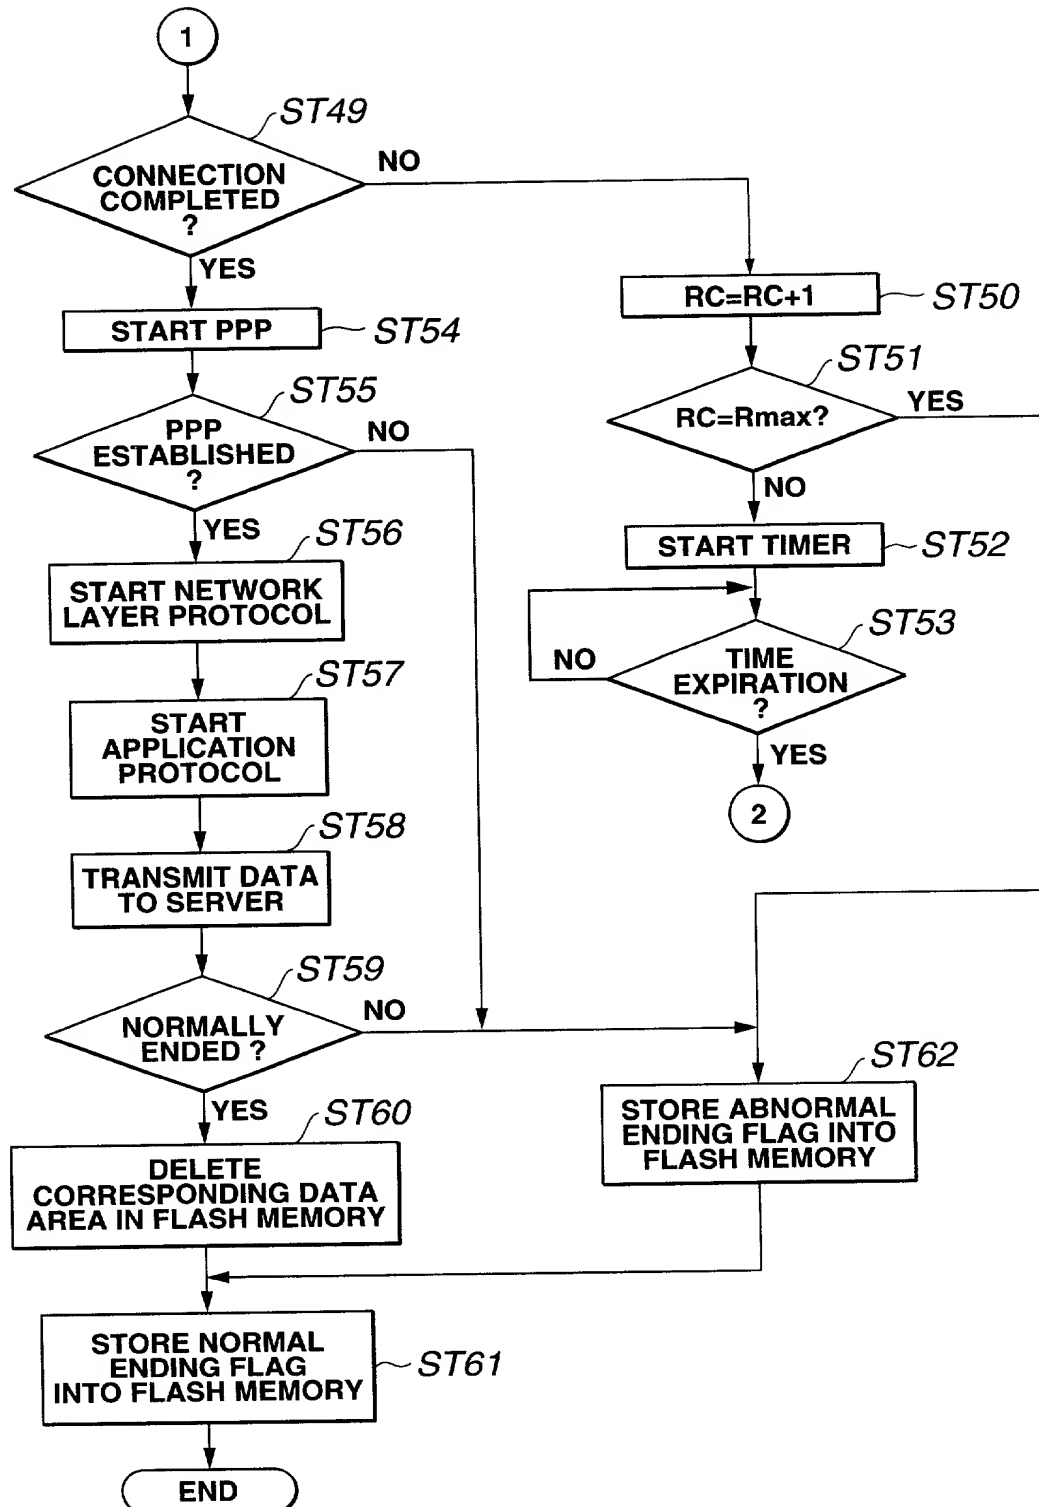 1
ST49
CONNECTION
COMPLETED
?
NO
YES
START PPP
ST54
ST55
PPP
ESTABLISHED
?
NO
YES
ST56
START NETWORK
LAYER PROTOCOL
ST57
START
APPLICATION
PROTOCOL
ST58
TRANSMIT DATA
TO SERVER
ST59
NORMALLY
ENDED ?
NO
YES
ST60
DELETE
CORRESPONDING DATA
AREA IN FLASH MEMORY
STORE NORMAL
ENDING FLAG
INTO FLASH MEMORY
ST61
END
RC=RC+1
ST50
ST51
RC=Rmax?
YES
NO
START TIMER
ST52
ST53
TIME
EXPIRATION
?
NO
YES
2
ST62
STORE ABNORMAL
ENDING FLAG INTO
FLASH MEMORY